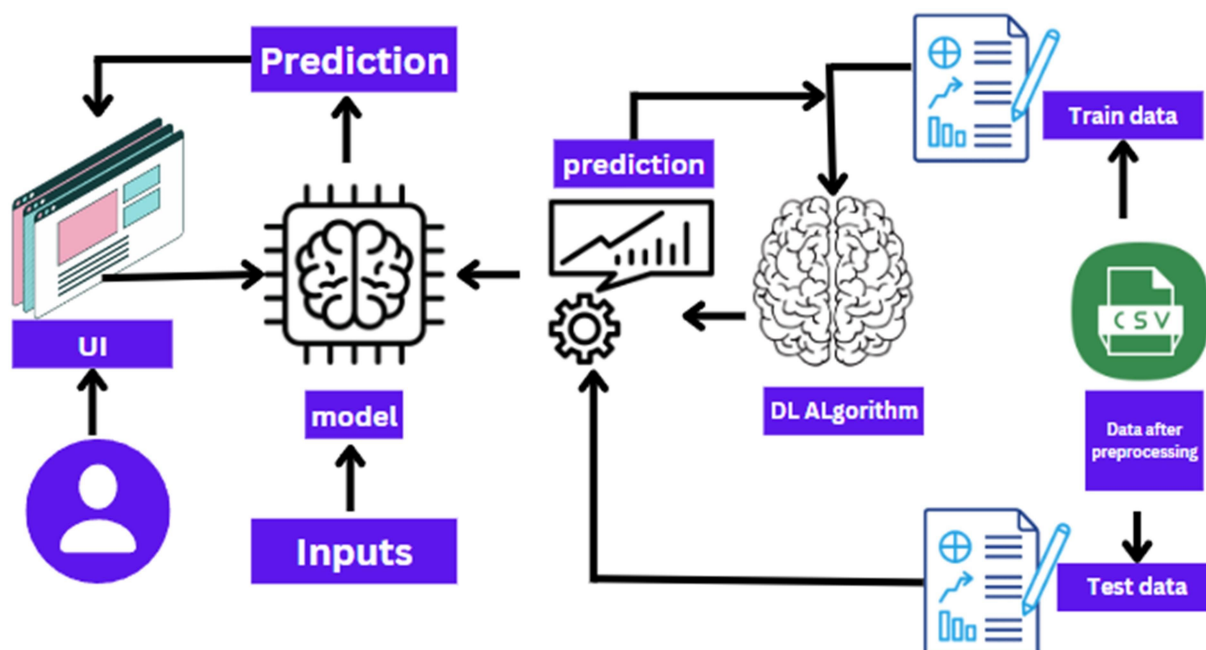 Prediction
prediction
Train data
UI
model
DL ALgorithm
CSV
Data after
preprocessing
Inputs
Test data